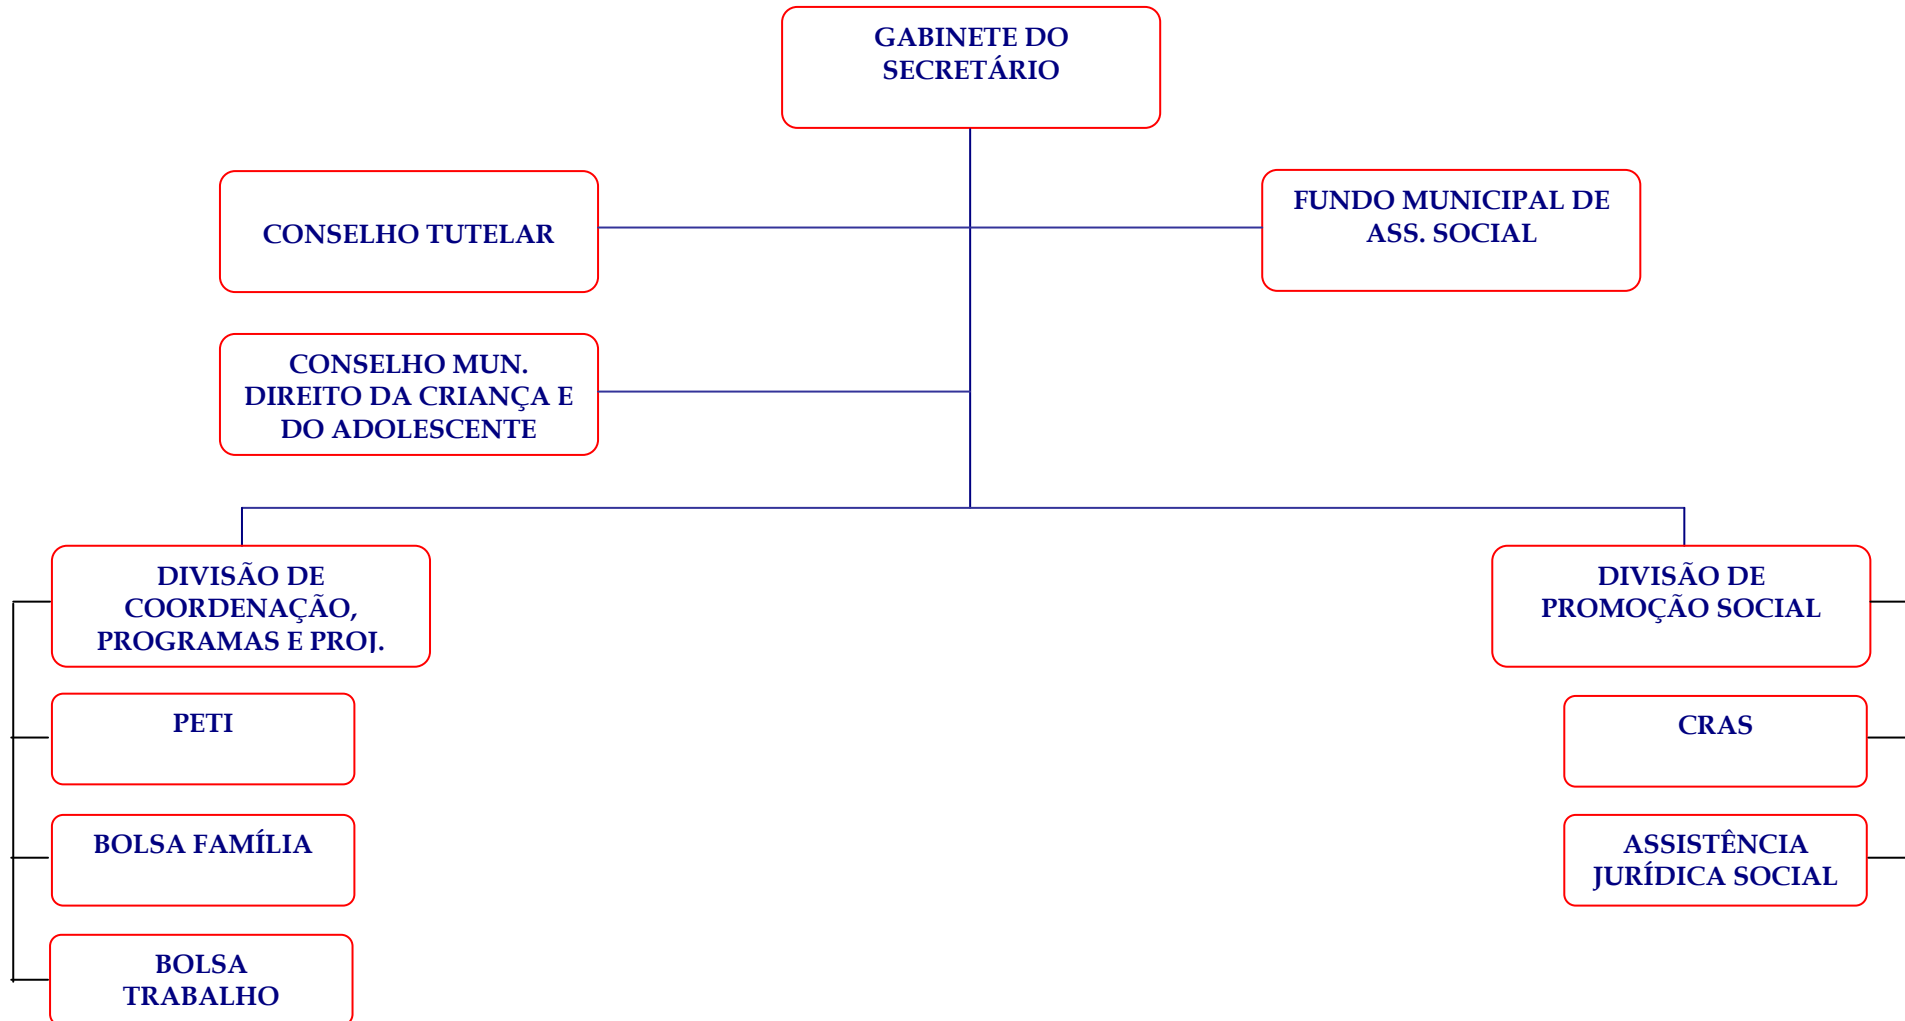 GABINETE DO
SECRETÁRIO
CONSELHO TUTELAR
FUNDO MUNICIPAL DE
ASS. SOCIAL
CONSELHO MUN.
DIREITO DA CRIANÇA E
DO ADOLESCENTE
DIVISÃO DE
COORDENAÇÃO,
PROGRAMAS E PROJ.
DIVISÃO DE
PROMOÇÃO SOCIAL
PETI
CRAS
BOLSA FAMÍLIA
ASSISTÊNCIA
JURÍDICA SOCIAL
BOLSA
TRABALHO